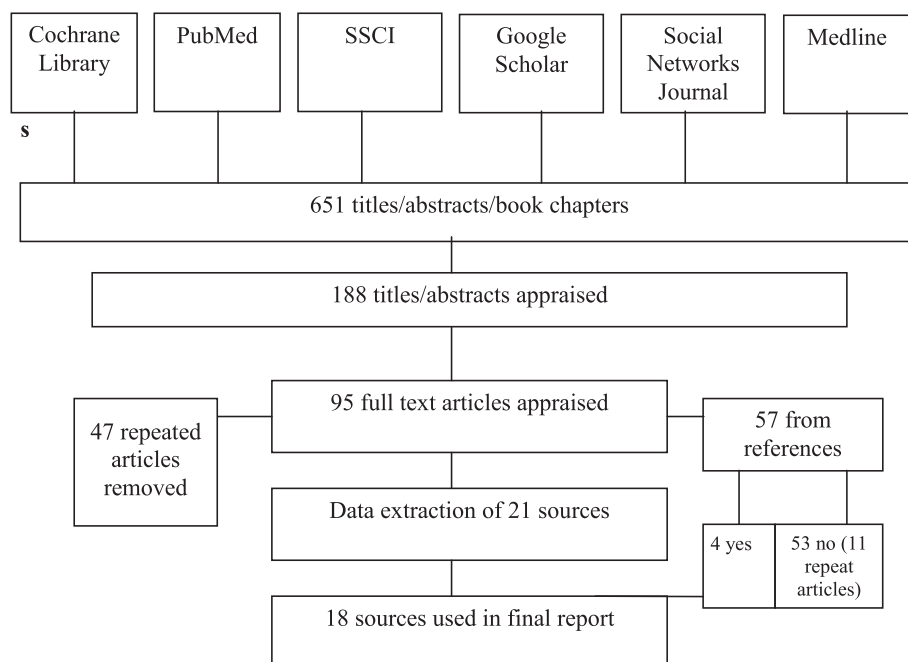 Cochrane
Library
PubMed
SSCI
Google
Scholar
Social
Networks
Journal
Medline
s
651 titles/abstracts/book chapters
188 titles/abstracts appraised
95 full text articles appraised
47 repeated
articles
removed
57 from
references
Data extraction of 21 sources
4 yes
53 no (11
repeat
articles)
18 sources used in final report